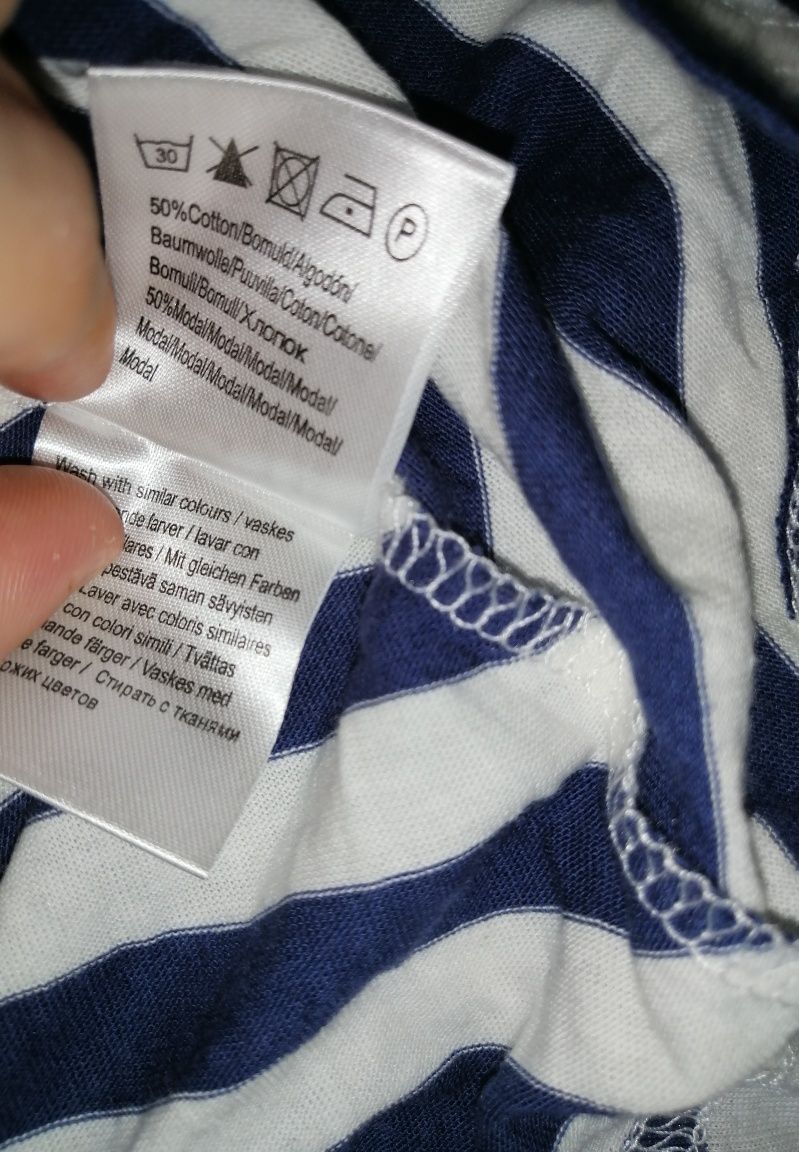 30
P
50%Cotton/Bomuld/Algodón/
Baumwolle/Puuvilla/Coton/Cotone/
Bomull/Bomull/Хлопок
50%Modal/Modal/Modal/Modal/
Modal/Modal/Modal/Modal/Modal/
Modal
Wash with similar colours / vaskes
nde farver / lavar con
lares / Mit gleichen Farben
pestävä saman sävyisten
Laver avec coloris similaires
con colori simili / Tvättas
ande färger / Vaskes med
e farger / Стирать с тканями
ожих цветов